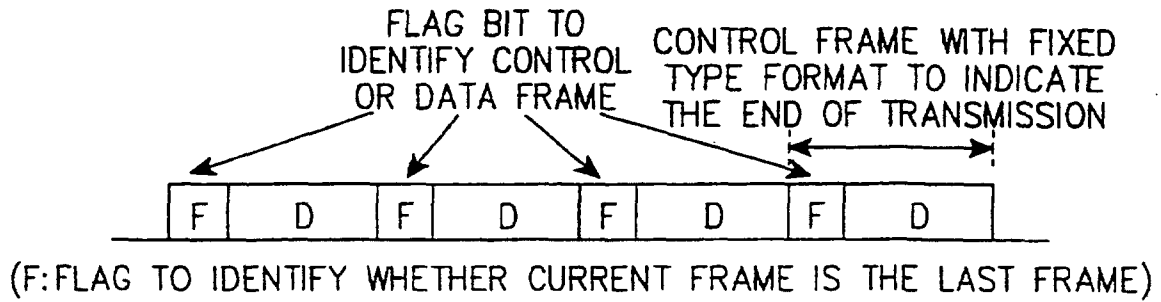 FLAG BIT TO
IDENTIFY CONTROL
OR DATA FRAME
CONTROL FRAME WITH FIXED
TYPE FORMAT TO INDICATE
THE END OF TRANSMISSION
F D F D F D F D
(F: FLAG TO IDENTIFY WHETHER CURRENT FRAME IS THE LAST FRAME)